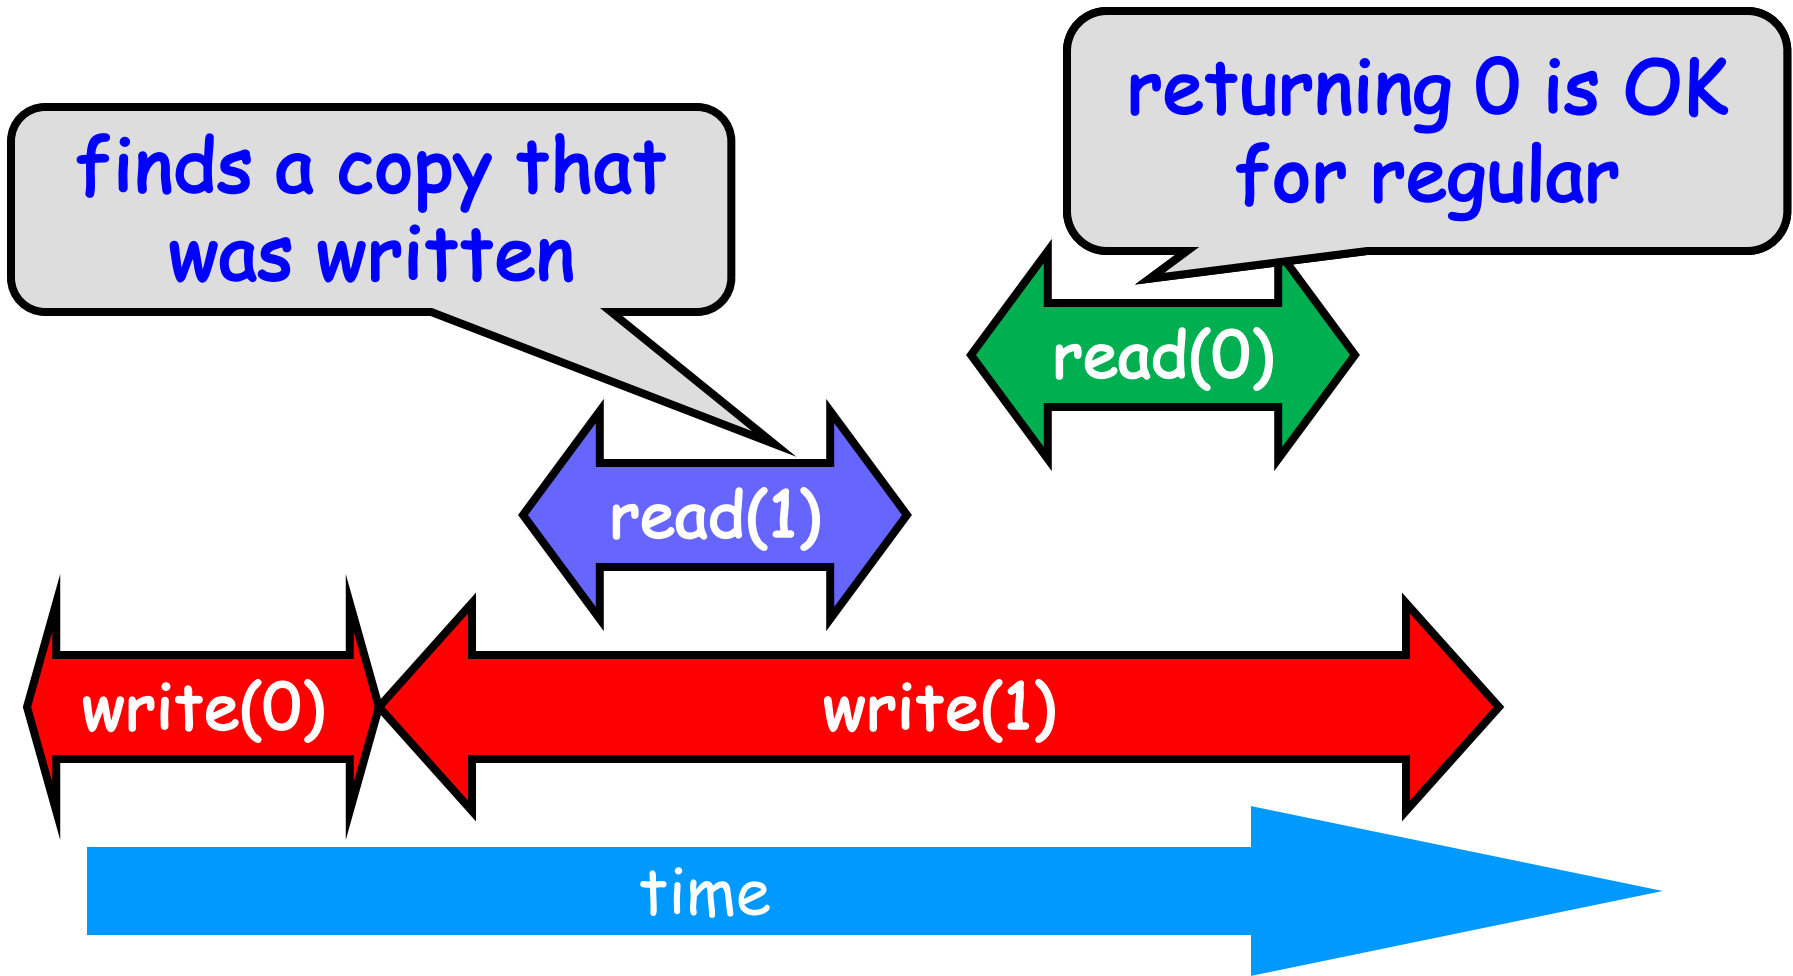 returning 0 is OK
for regular
finds a copy that
was written
read(0)
read(1)
write(0)
write(1)
time